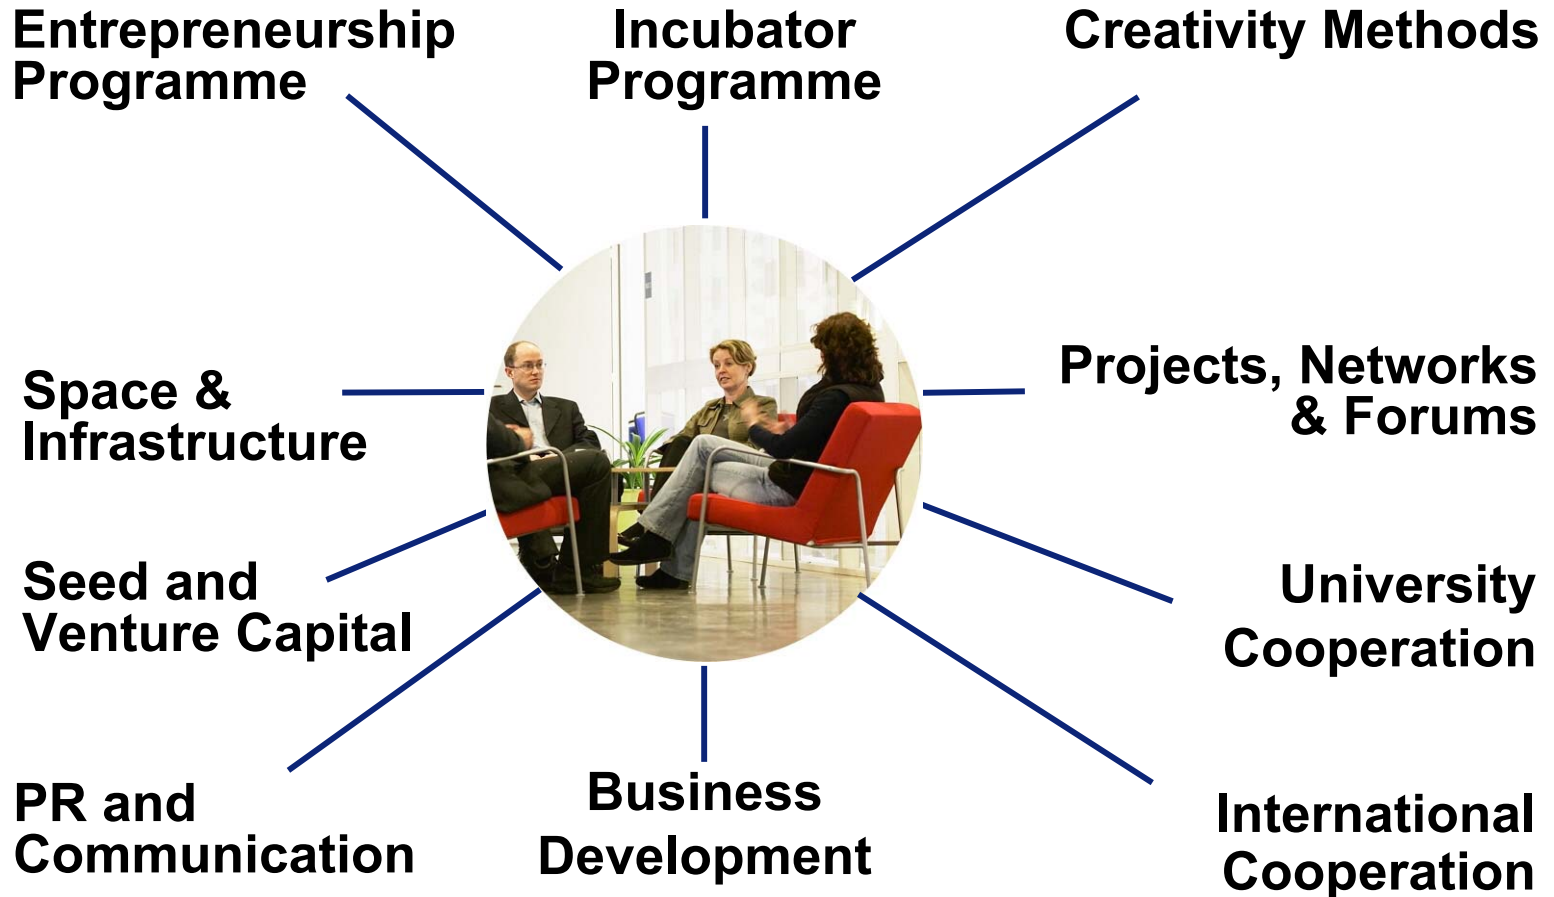 Entrepreneurship
Programme
Incubator
Programme
Creativity Methods
Space &
Infrastructure
Projects, Networks
& Forums
Seed and
Venture Capital
University
Cooperation
PR and
Communication
Business
Development
International
Cooperation